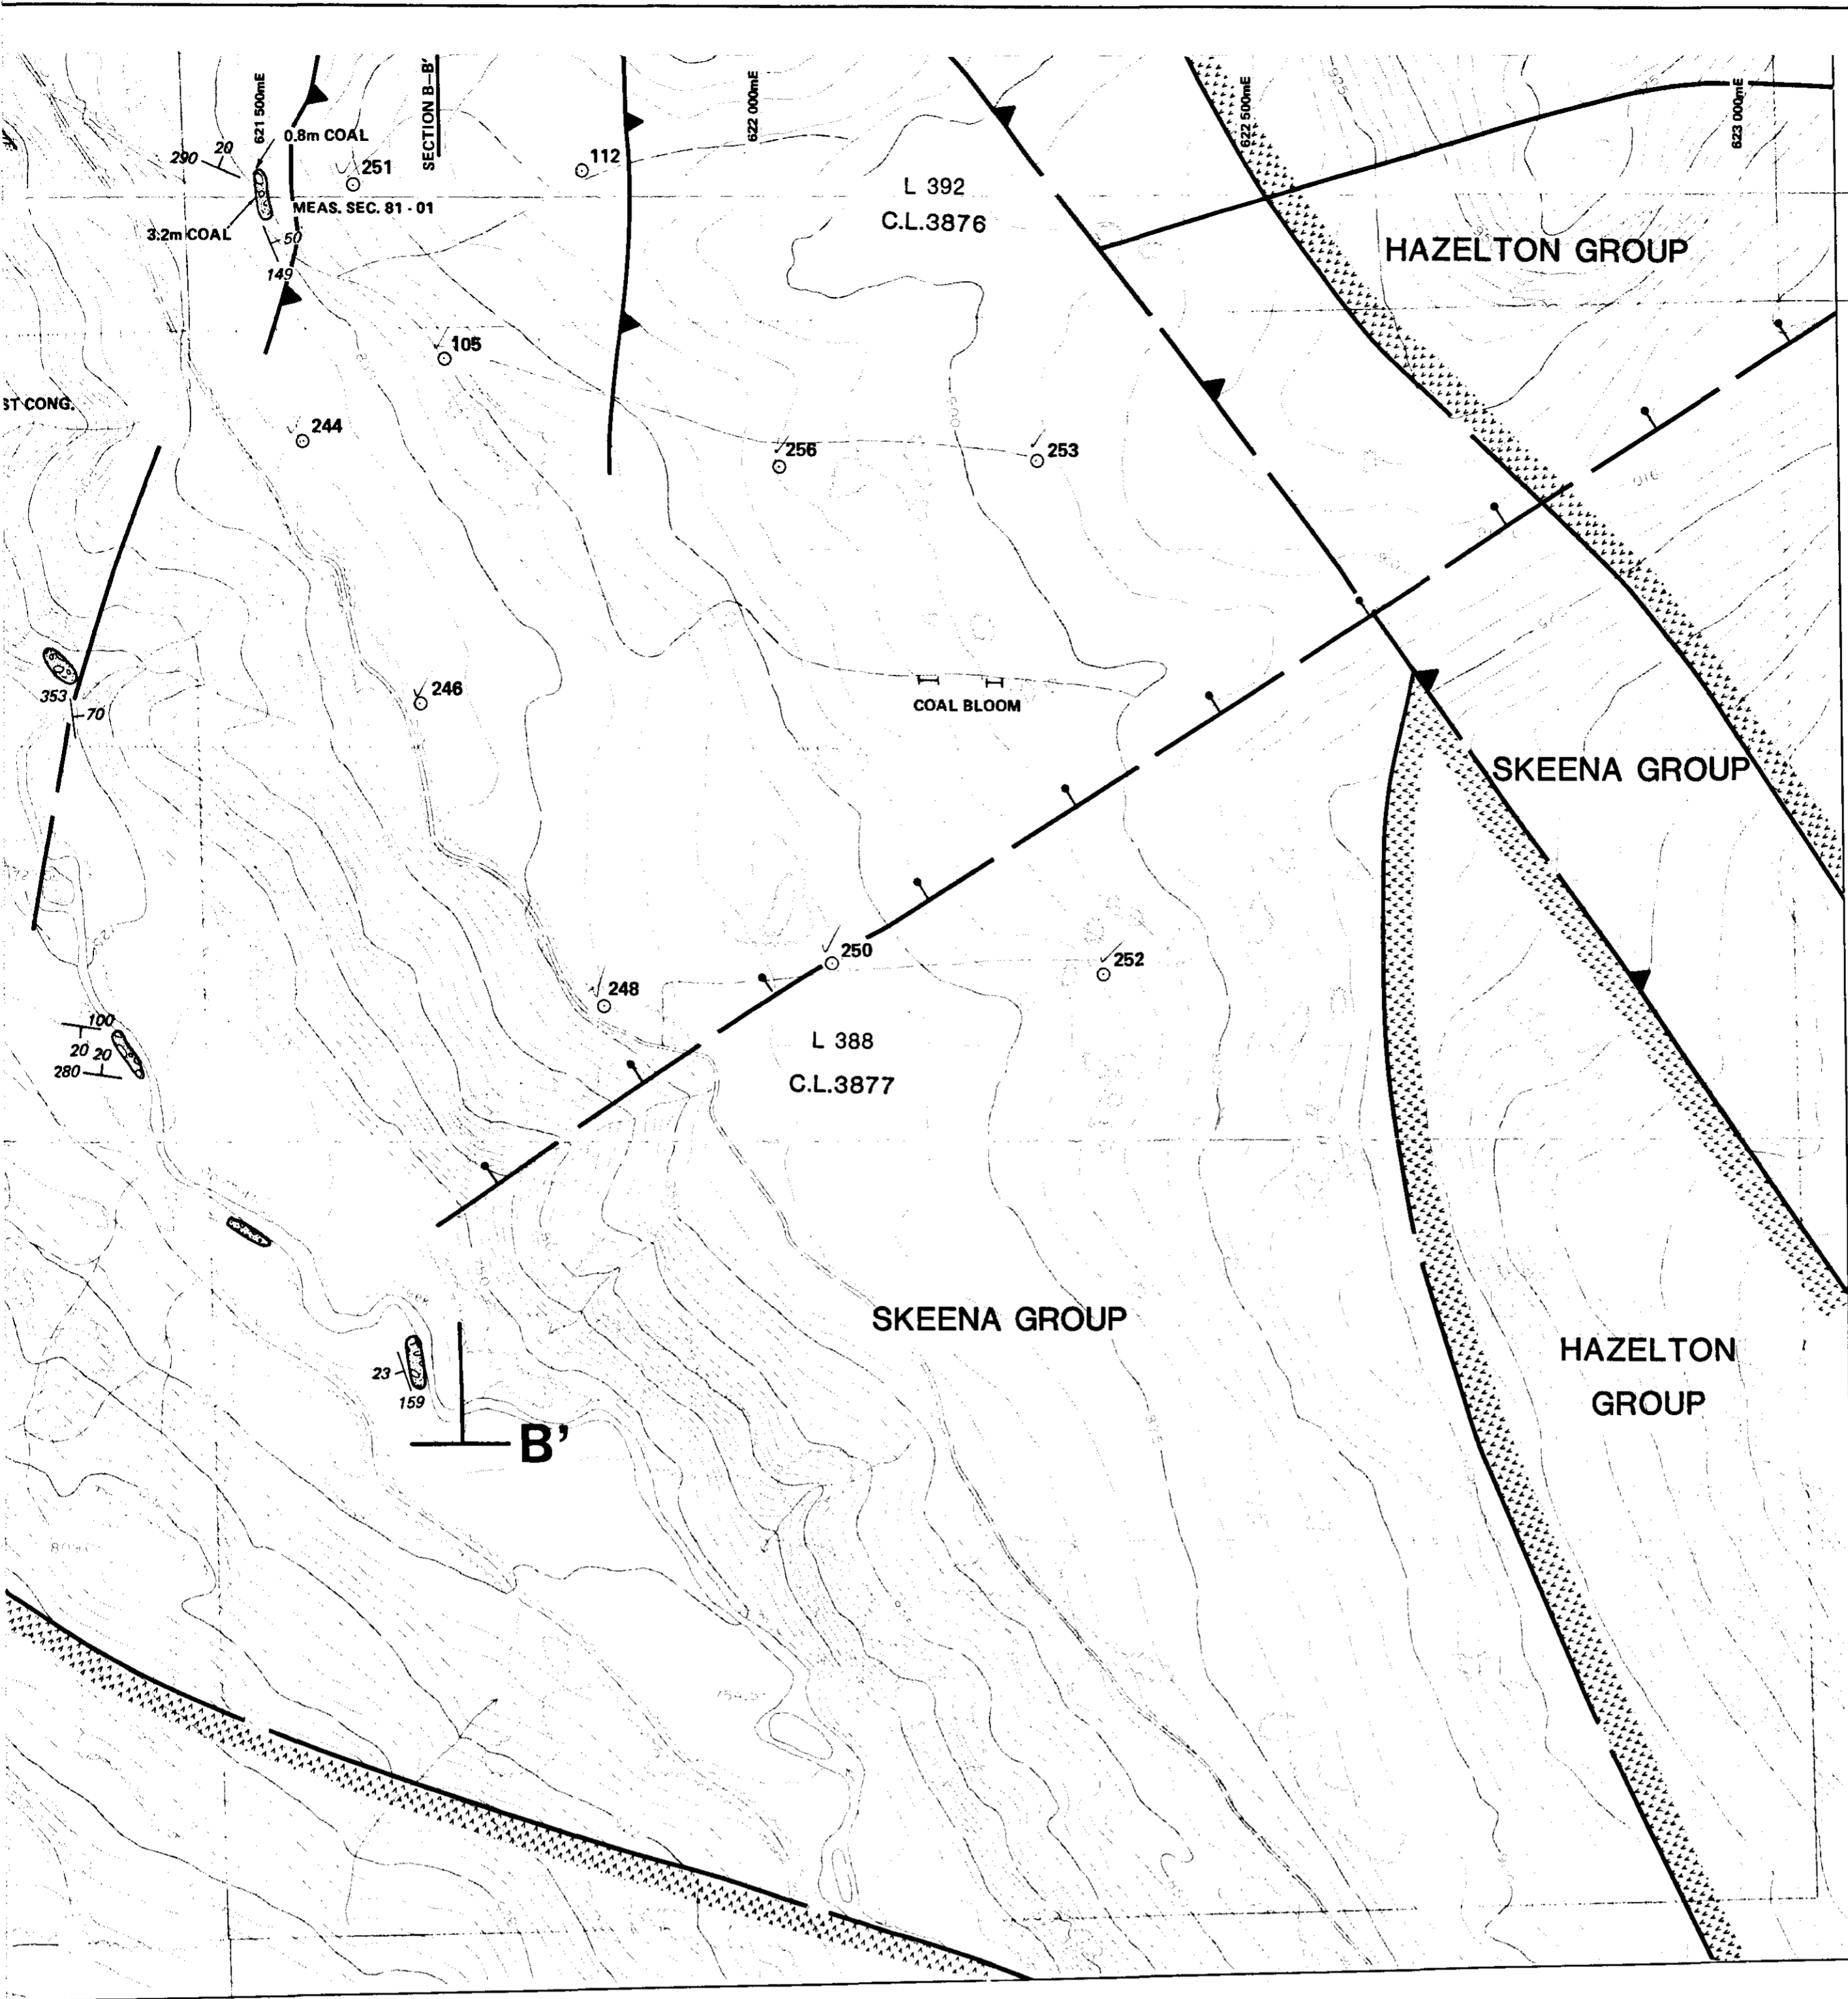 621 500mE
SECTION B-B'
622 000mE
622 500mE
623 000mE
0.8m COAL
290
20
251
112
MEAS. SEC. 81 - 01
3.2m COAL
50
149
L 392
C.L.3876
HAZELTON GROUP
105
ST CONG.
244
256
253
910
246
353
70
COAL BLOOM
SKEENA GROUP
250
252
248
100
20
20
280
L 388
C.L.3877
SKEENA GROUP
HAZELTON
GROUP
23
159
B'